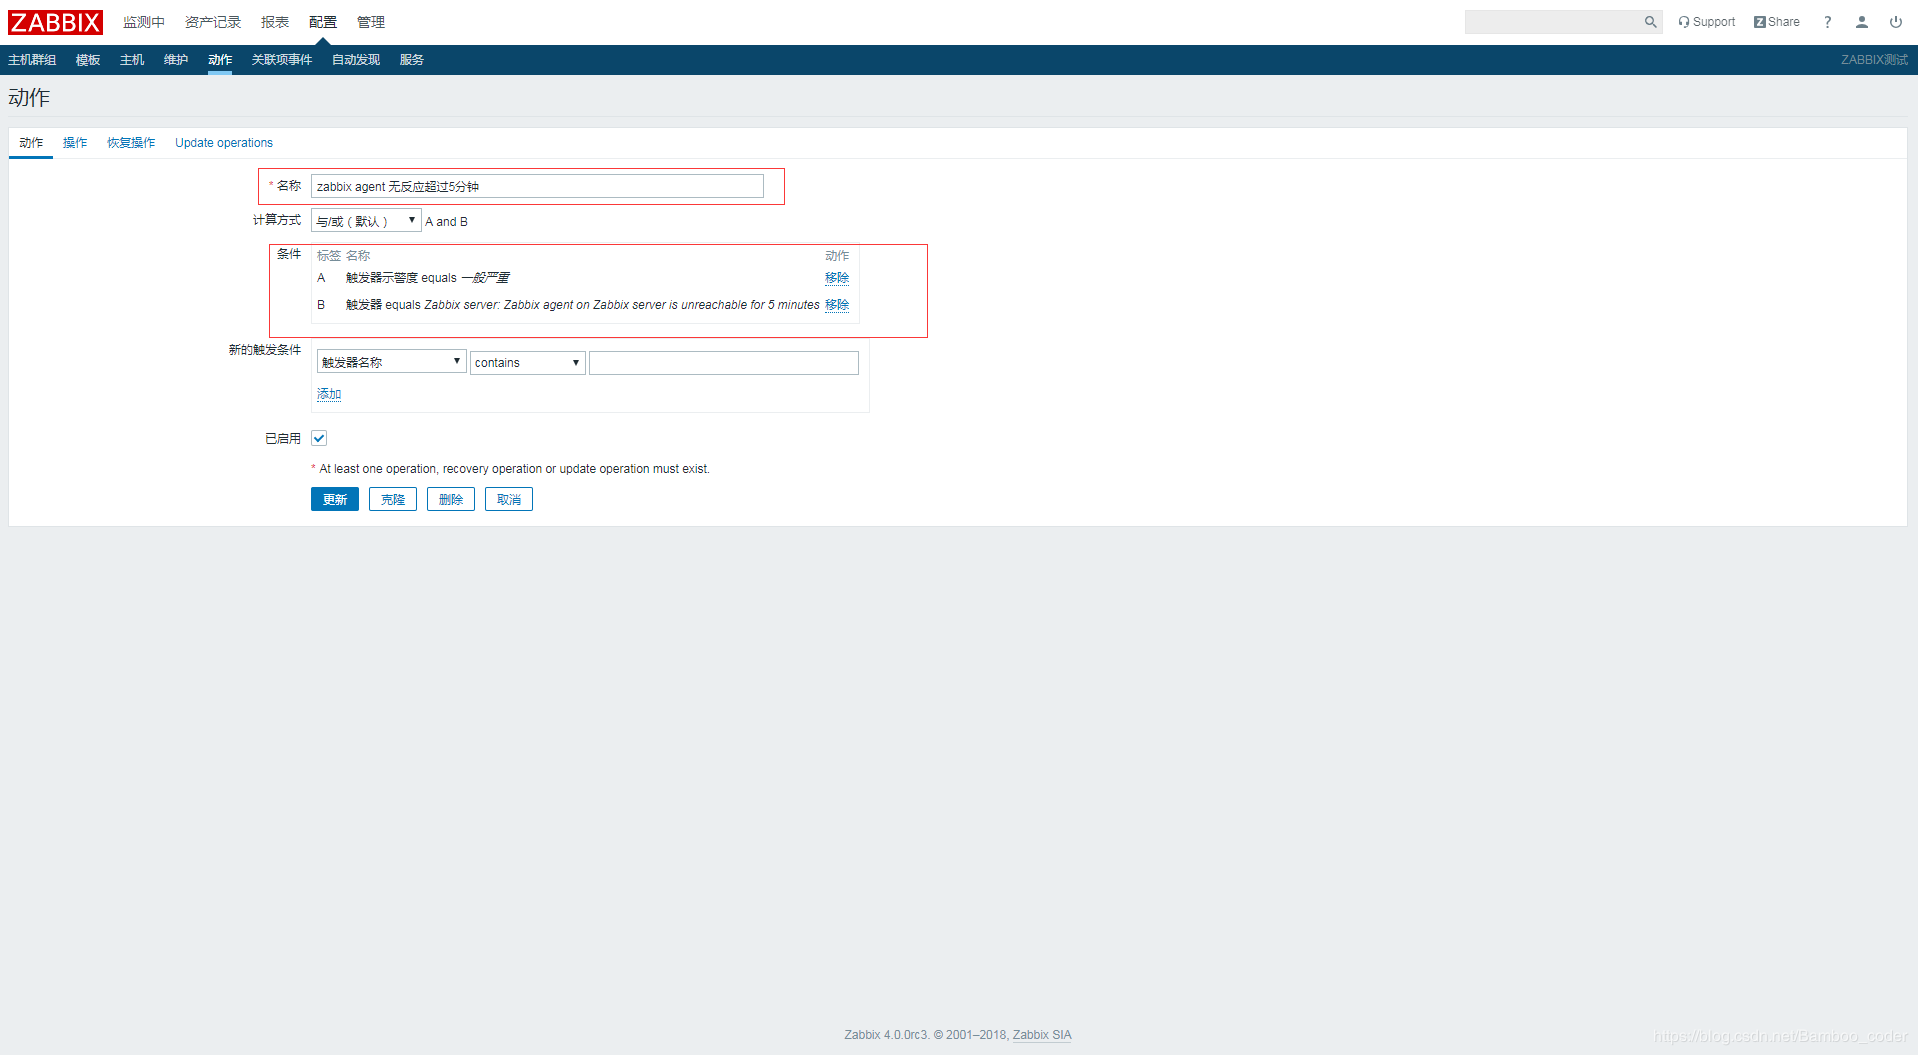 ZABBIX 监测中 资产记录 报表 配置 管理 Support Z Share ?
主机群组 模板 主机 维护 动作 关联项事件 自动发现 服务 ZABBIX测试
动作
动作 操作 恢复操作 Update operations
* 名称 zabbix agent 无反应超过5分钟
计算方式 与/或（默认） A and B
条件 标签 名称 动作
A 触发器示警度 equals 一般严重 移除
B 触发器 equals Zabbix server: Zabbix agent on Zabbix server is unreachable for 5 minutes 移除
新的触发条件 触发器名称 contains
添加
已启用
* At least one operation, recovery operation or update operation must exist.
更新 克隆 删除 取消
Zabbix 4.0.0rc3. © 2001–2018, Zabbix SIA
https://blog.csdn.net/Bamboo_coder